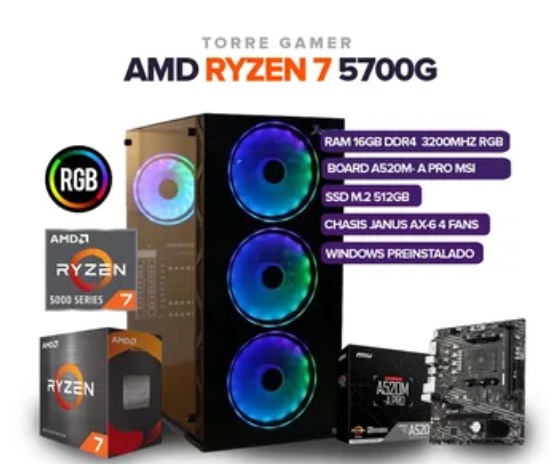 TORRE GAMER
AMD RYZEN 7 5700G
RAM 16GB DDR4 3200MHZ RGB
BOARD A520M-A PRO MSI
SSD M.2 512GB
CHASIS JANUS AX-6 4 FANS
WINDOWS PREINSTALADO
RGB
AMD
RYZEN
5000 SERIES 7
AMD
AMD
RYZEN
7
MSI
A520M
-A PRO
A520